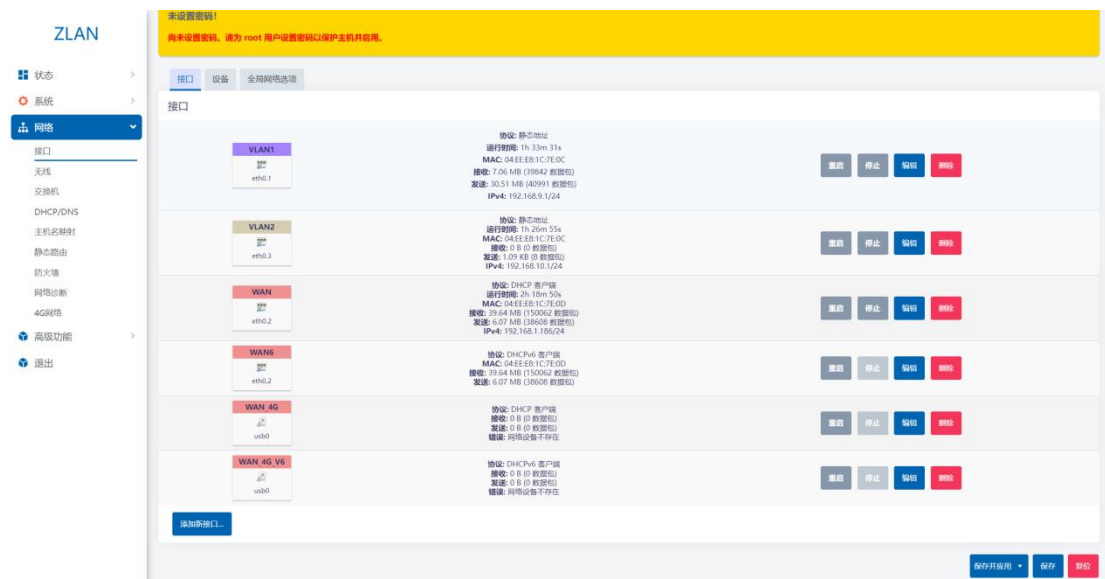 未设置密码!
尚未设置密码。请为 root 用户设置密码以保护主机并启用。
ZLAN
状态
系统
网络
接口
无线
交换机
DHCP/DNS
主机名映射
静态路由
防火墙
网络诊断
4G网络
高级功能
退出
接口 设备 全局网络选项
接口
VLAN1
eth0.1
协议: 静态地址
运行时间: 1h 33m 31s
MAC: 04:EE:E8:1C:7E:0C
接收: 7.06 MB (39842 数据包)
发送: 30.51 MB (40991 数据包)
IPv4: 192.168.9.1/24
重启 停止 编辑 删除
VLAN2
eth0.3
协议: 静态地址
运行时间: 1h 26m 55s
MAC: 04:EE:E8:1C:7E:0C
接收: 0 B (0 数据包)
发送: 1.09 KB (8 数据包)
IPv4: 192.168.10.1/24
重启 停止 编辑 删除
WAN
eth0.2
协议: DHCP 客户端
运行时间: 2h 18m 50s
MAC: 04:EE:E8:1C:7E:0D
接收: 39.64 MB (150062 数据包)
发送: 6.07 MB (38608 数据包)
IPv4: 192.168.1.186/24
重启 停止 编辑 删除
WAN6
eth0.2
协议: DHCPv6 客户端
MAC: 04:EE:E8:1C:7E:0D
接收: 39.64 MB (150062 数据包)
发送: 6.07 MB (38608 数据包)
重启 停止 编辑 删除
WAN_4G
usb0
协议: DHCP 客户端
接收: 0 B (0 数据包)
发送: 0 B (0 数据包)
错误: 网络设备不存在
重启 停止 编辑 删除
WAN_4G_V6
usb0
协议: DHCPv6 客户端
接收: 0 B (0 数据包)
发送: 0 B (0 数据包)
错误: 网络设备不存在
重启 停止 编辑 删除
添加新接口...
保存并应用 保存 复位